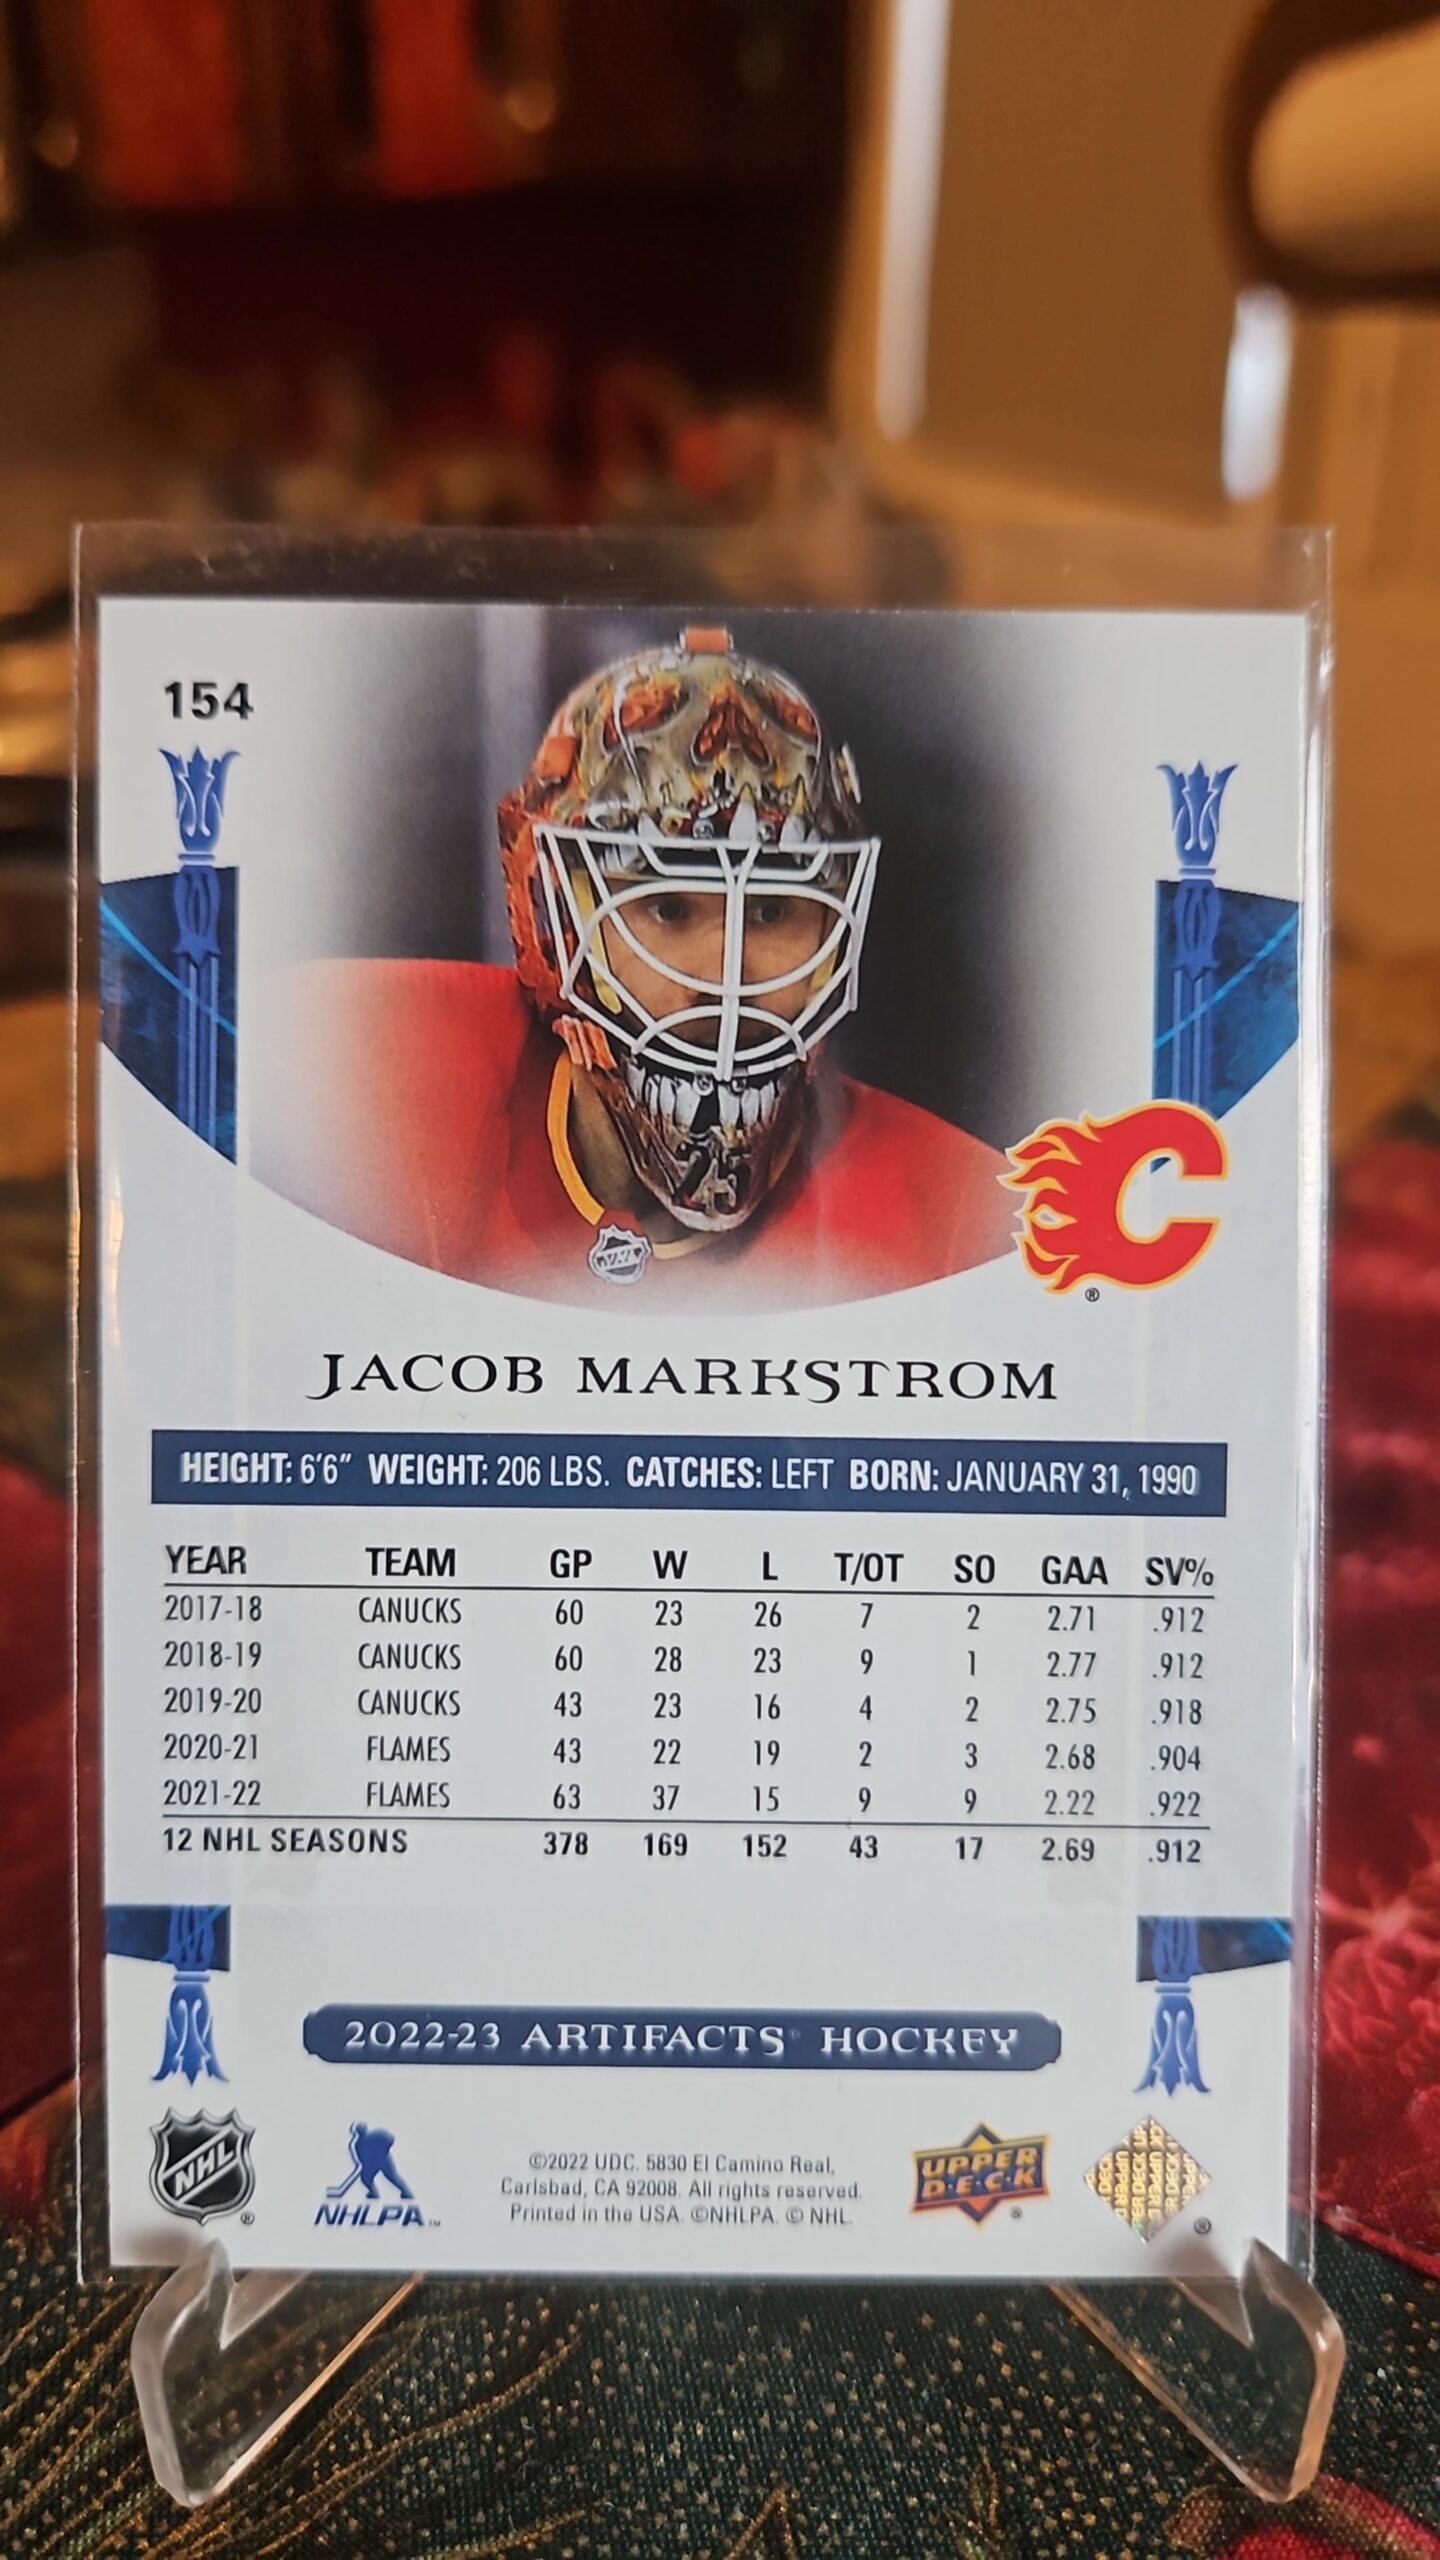 154
25
NHL
C
®
JACOB MARKSTROM
HEIGHT: 6'6" WEIGHT: 206 LBS. CATCHES: LEFT BORN: JANUARY 31, 1990
YEAR TEAM GP W L T/OT SO GAA SV%
2017-18 CANUCKS 60 23 26 7 2 2.71 .912
2018-19 CANUCKS 60 28 23 9 1 2.77 .912
2019-20 CANUCKS 43 23 16 4 2 2.75 .918
2020-21 FLAMES 43 22 19 2 3 2.68 .904
2021-22 FLAMES 63 37 15 9 9 2.22 .922
12 NHL SEASONS 378 169 152 43 17 2.69 .912
2022-23 ARTIFACTS® HOCKEY
NHL ®
NHLPA™
©2022 UDC. 5830 El Camino Real,
Carlsbad, CA 92008. All rights reserved.
Printed in the USA. ©NHLPA. © NHL.
UPPER
D•E•C•K
®
UPPER DECK
®